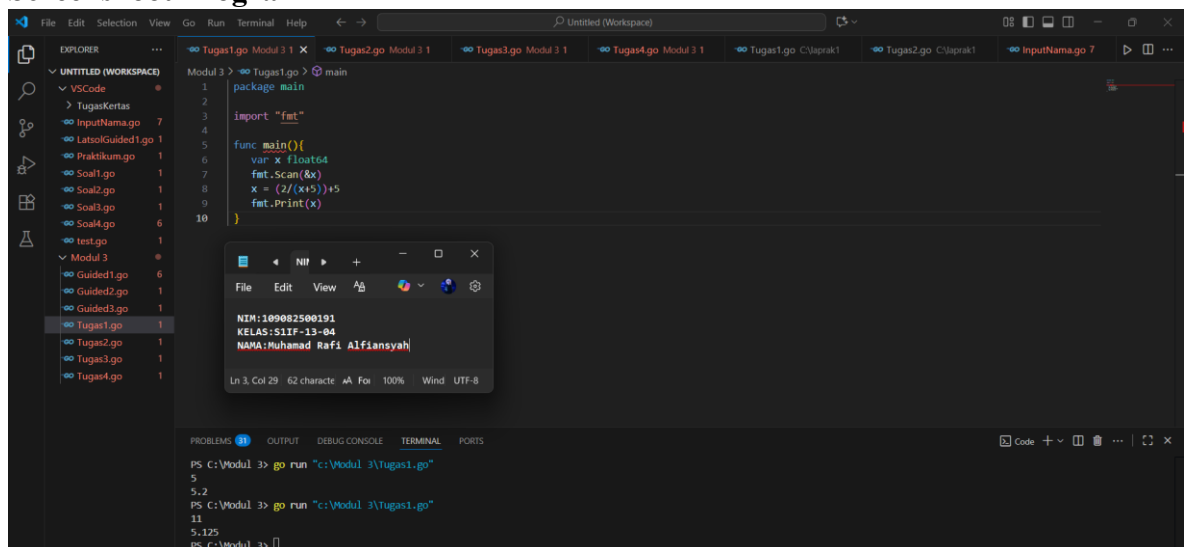 File Edit Selection View Go Run Terminal Help
Untitled (Workspace)
EXPLORER
Tugas1.go Modul 3 1
Tugas2.go Modul 3 1
Tugas3.go Modul 3 1
Tugas4.go Modul 3 1
Tugas1.go C:\laprak1
Tugas2.go C:\laprak1
InputNama.go 7
UNTITLED (WORKSPACE)
VSCode
TugasKertas
InputNama.go 7
LatsolGuided1.go 1
Praktikum.go 1
Soal1.go 1
Soal2.go 1
Soal3.go 1
Soal4.go 6
test.go 1
Modul 3
Guided1.go 6
Guided2.go 1
Guided3.go 1
Tugas1.go 1
Tugas2.go 1
Tugas3.go 1
Tugas4.go 1
Modul 3 > Tugas1.go > main
1 package main
2
3 import "fmt"
4
5 func main(){
6 var x float64
7 fmt.Scan(&x)
8 x = (2/(x+5))+5
9 fmt.Print(x)
10 }
NIM
File Edit View
NIM:109082500191
KELAS:S1IF-13-04
NAMA:Muhamad Rafi Alfiansyah
Ln 3, Col 29 62 characte 100% Wind UTF-8
PROBLEMS 31 OUTPUT DEBUG CONSOLE TERMINAL PORTS
Code
PS C:\Modul 3> go run "c:\Modul 3\Tugas1.go"
5
5.2
PS C:\Modul 3> go run "c:\Modul 3\Tugas1.go"
11
5.125
PS C:\Modul 3>